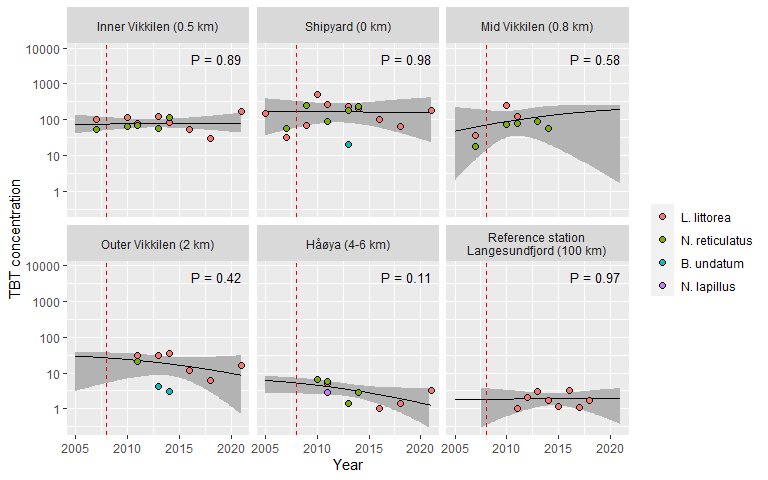 Inner Vikkilen (0.5 km)
Shipyard (0 km)
Mid Vikkilen (0.8 km)
P = 0.89
P = 0.98
P = 0.58
10000
1000
100
10
1
Outer Vikkilen (2 km)
Håøya (4-6 km)
Reference station
Langesundfjord (100 km)
P = 0.42
P = 0.11
P = 0.97
10000
1000
100
10
1
2005
2010
2015
2020
2005
2010
2015
2020
2005
2010
2015
2020
Year
TBT concentration
L. littorea
N. reticulatus
B. undatum
N. lapillus